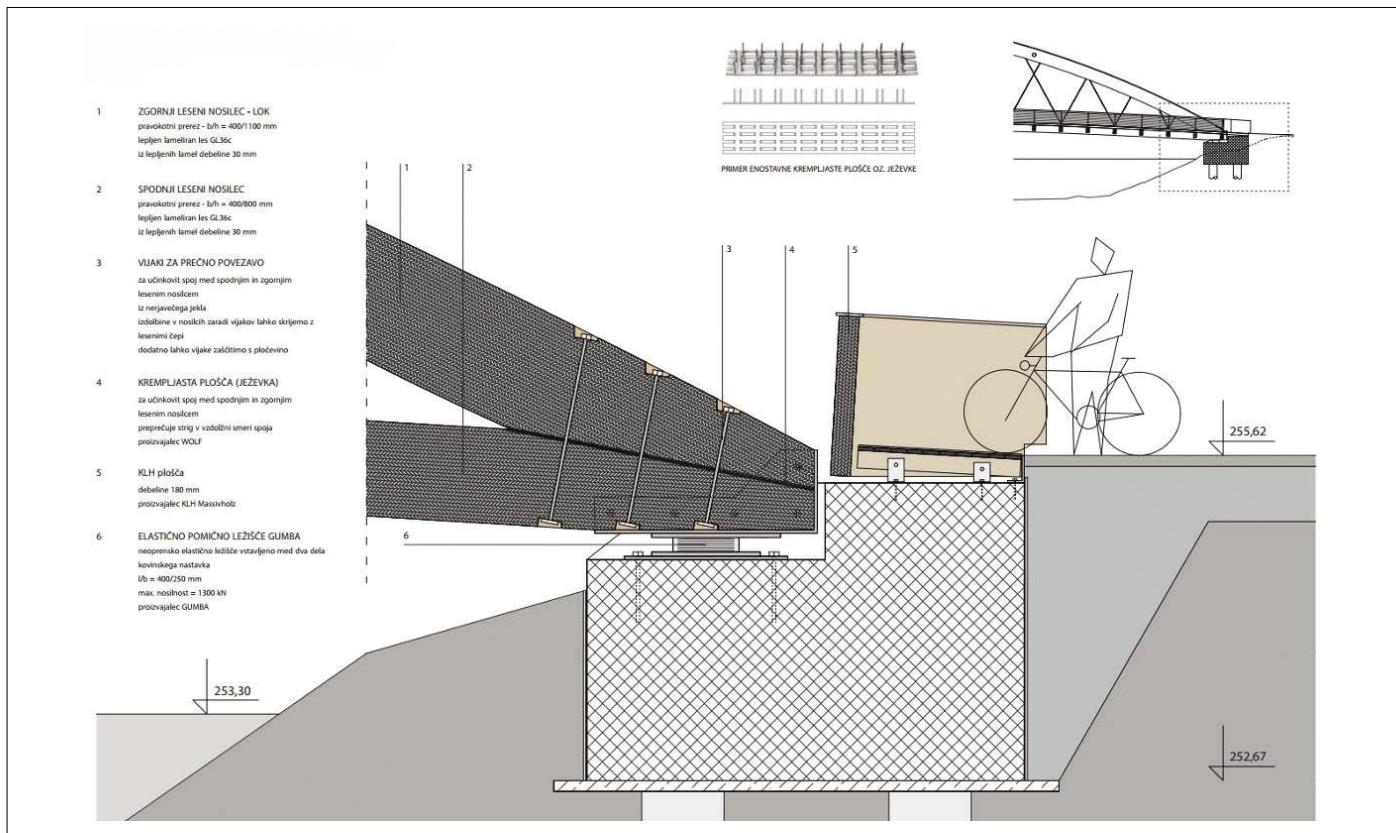 1 ZGORNJI LESENI NOSILEC - LOK
pravokotni prerez - b/h = 400/1100 mm
lepljen lameliran les GL36c
iz lepljenih lamel debeline 30 mm
2 SPODNJI LESENI NOSILEC
pravokotni prerez - b/h = 400/800 mm
lepljen lameliran les GL36c
iz lepljenih lamel debeline 30 mm
3 VIJAKI ZA PREČNO POVEZAVO
za učinkovit spoj med spodnjim in zgornjim
lesenim nosilcem
iz nerjavečega jekla
izdolbine v nosilcih zaradi vijakov lahko skrijemo z
lesenimi čepi
dodatno lahko vijake zaščitimo s pločevino
4 KREMPLJASTA PLOŠČA (JEŽEVKA)
za učinkovit spoj med spodnjim in zgornjim
lesenim nosilcem
preprečuje strig v vzdolžni smeri spoja
proizvajalec WOLF
5 KLH plošča
debeline 180 mm
proizvajalec KLH Massivholz
6 ELASTIČNO POMIČNO LEŽIŠČE GUMBA
neoprensko elastično ležišče vstavljeno med dva dela
kovinskega nastavka
l/b = 400/250 mm
max. nosilnost = 1300 kN
proizvajalec GUMBA
PRIMER ENOSTAVNE KREMPLJASTE PLOŠČE OZ. JEŽEVKE
1
2
3
4
5
6
255,62
253,30
252,67